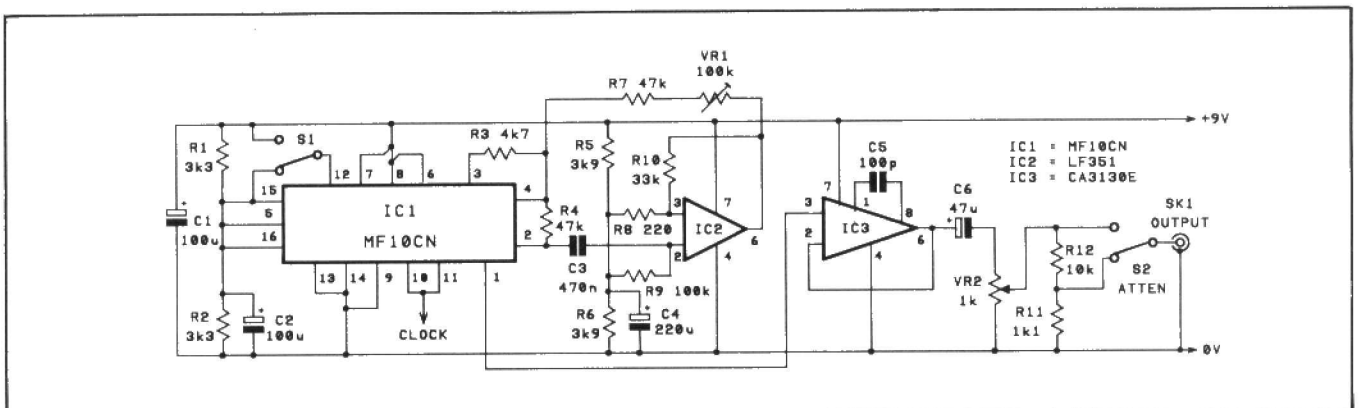 VR1
100k
R7 47k
+9V
S1
R3 4k7
R1
3k3
R5
3k9
R10
33k
C5
100p
IC1 = MF10CN
IC2 = LF351
IC3 = CA3130E
12 7 8 6 3
15
5
16
IC1
MF10CN
4
2
R4
47k
C1
100u
+
13 14 9 10 11 1
CLOCK
R2
3k3
C2
100u
+
C3
470n
R8 220
R9 100k
R6
3k9
C4
220u
+
3
2
7
IC2
6
4
3
2
7
1
8
IC3
6
4
C6
47u
+
VR2
1k
R12
10k
R11
1k1
S2
ATTEN
SK1
OUTPUT
0V